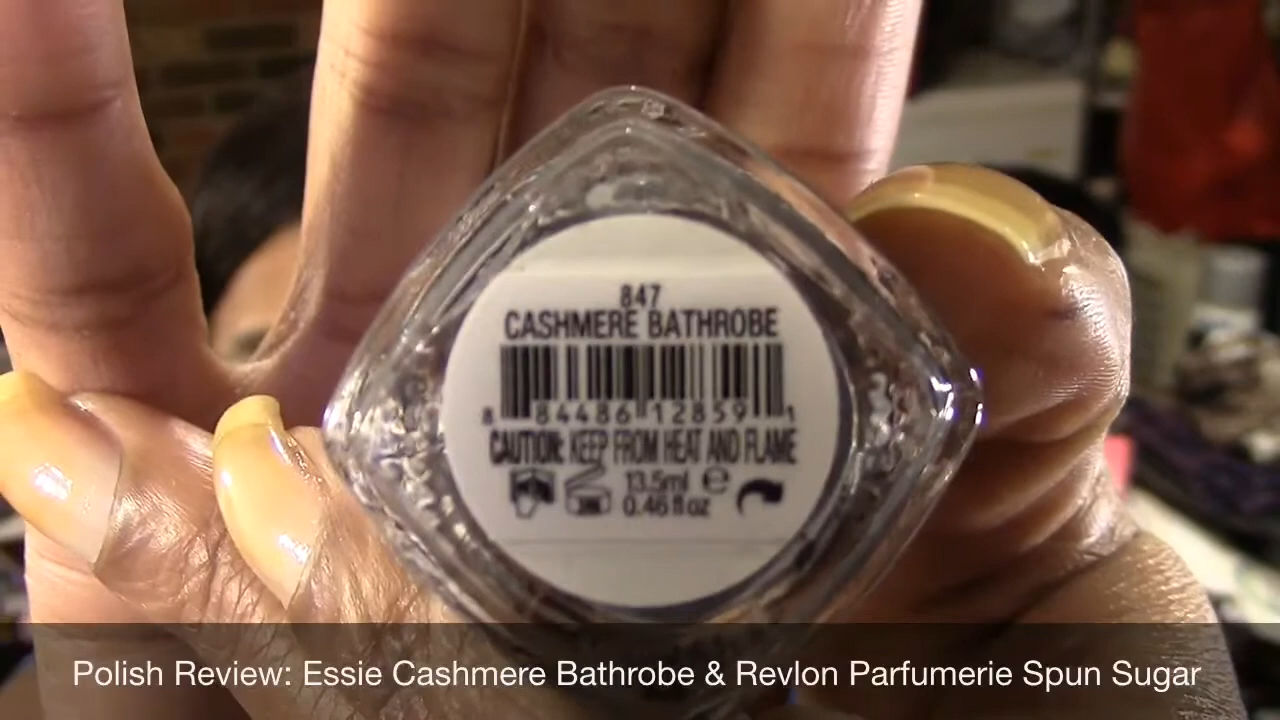 847
CASHMERE BATHROBE
8 84486 12859 1
CAUTION: KEEP FROM HEAT AND FLAME
13.5ml e
0.46 fl oz
Polish Review: Essie Cashmere Bathrobe & Revlon Parfumerie Spun Sugar